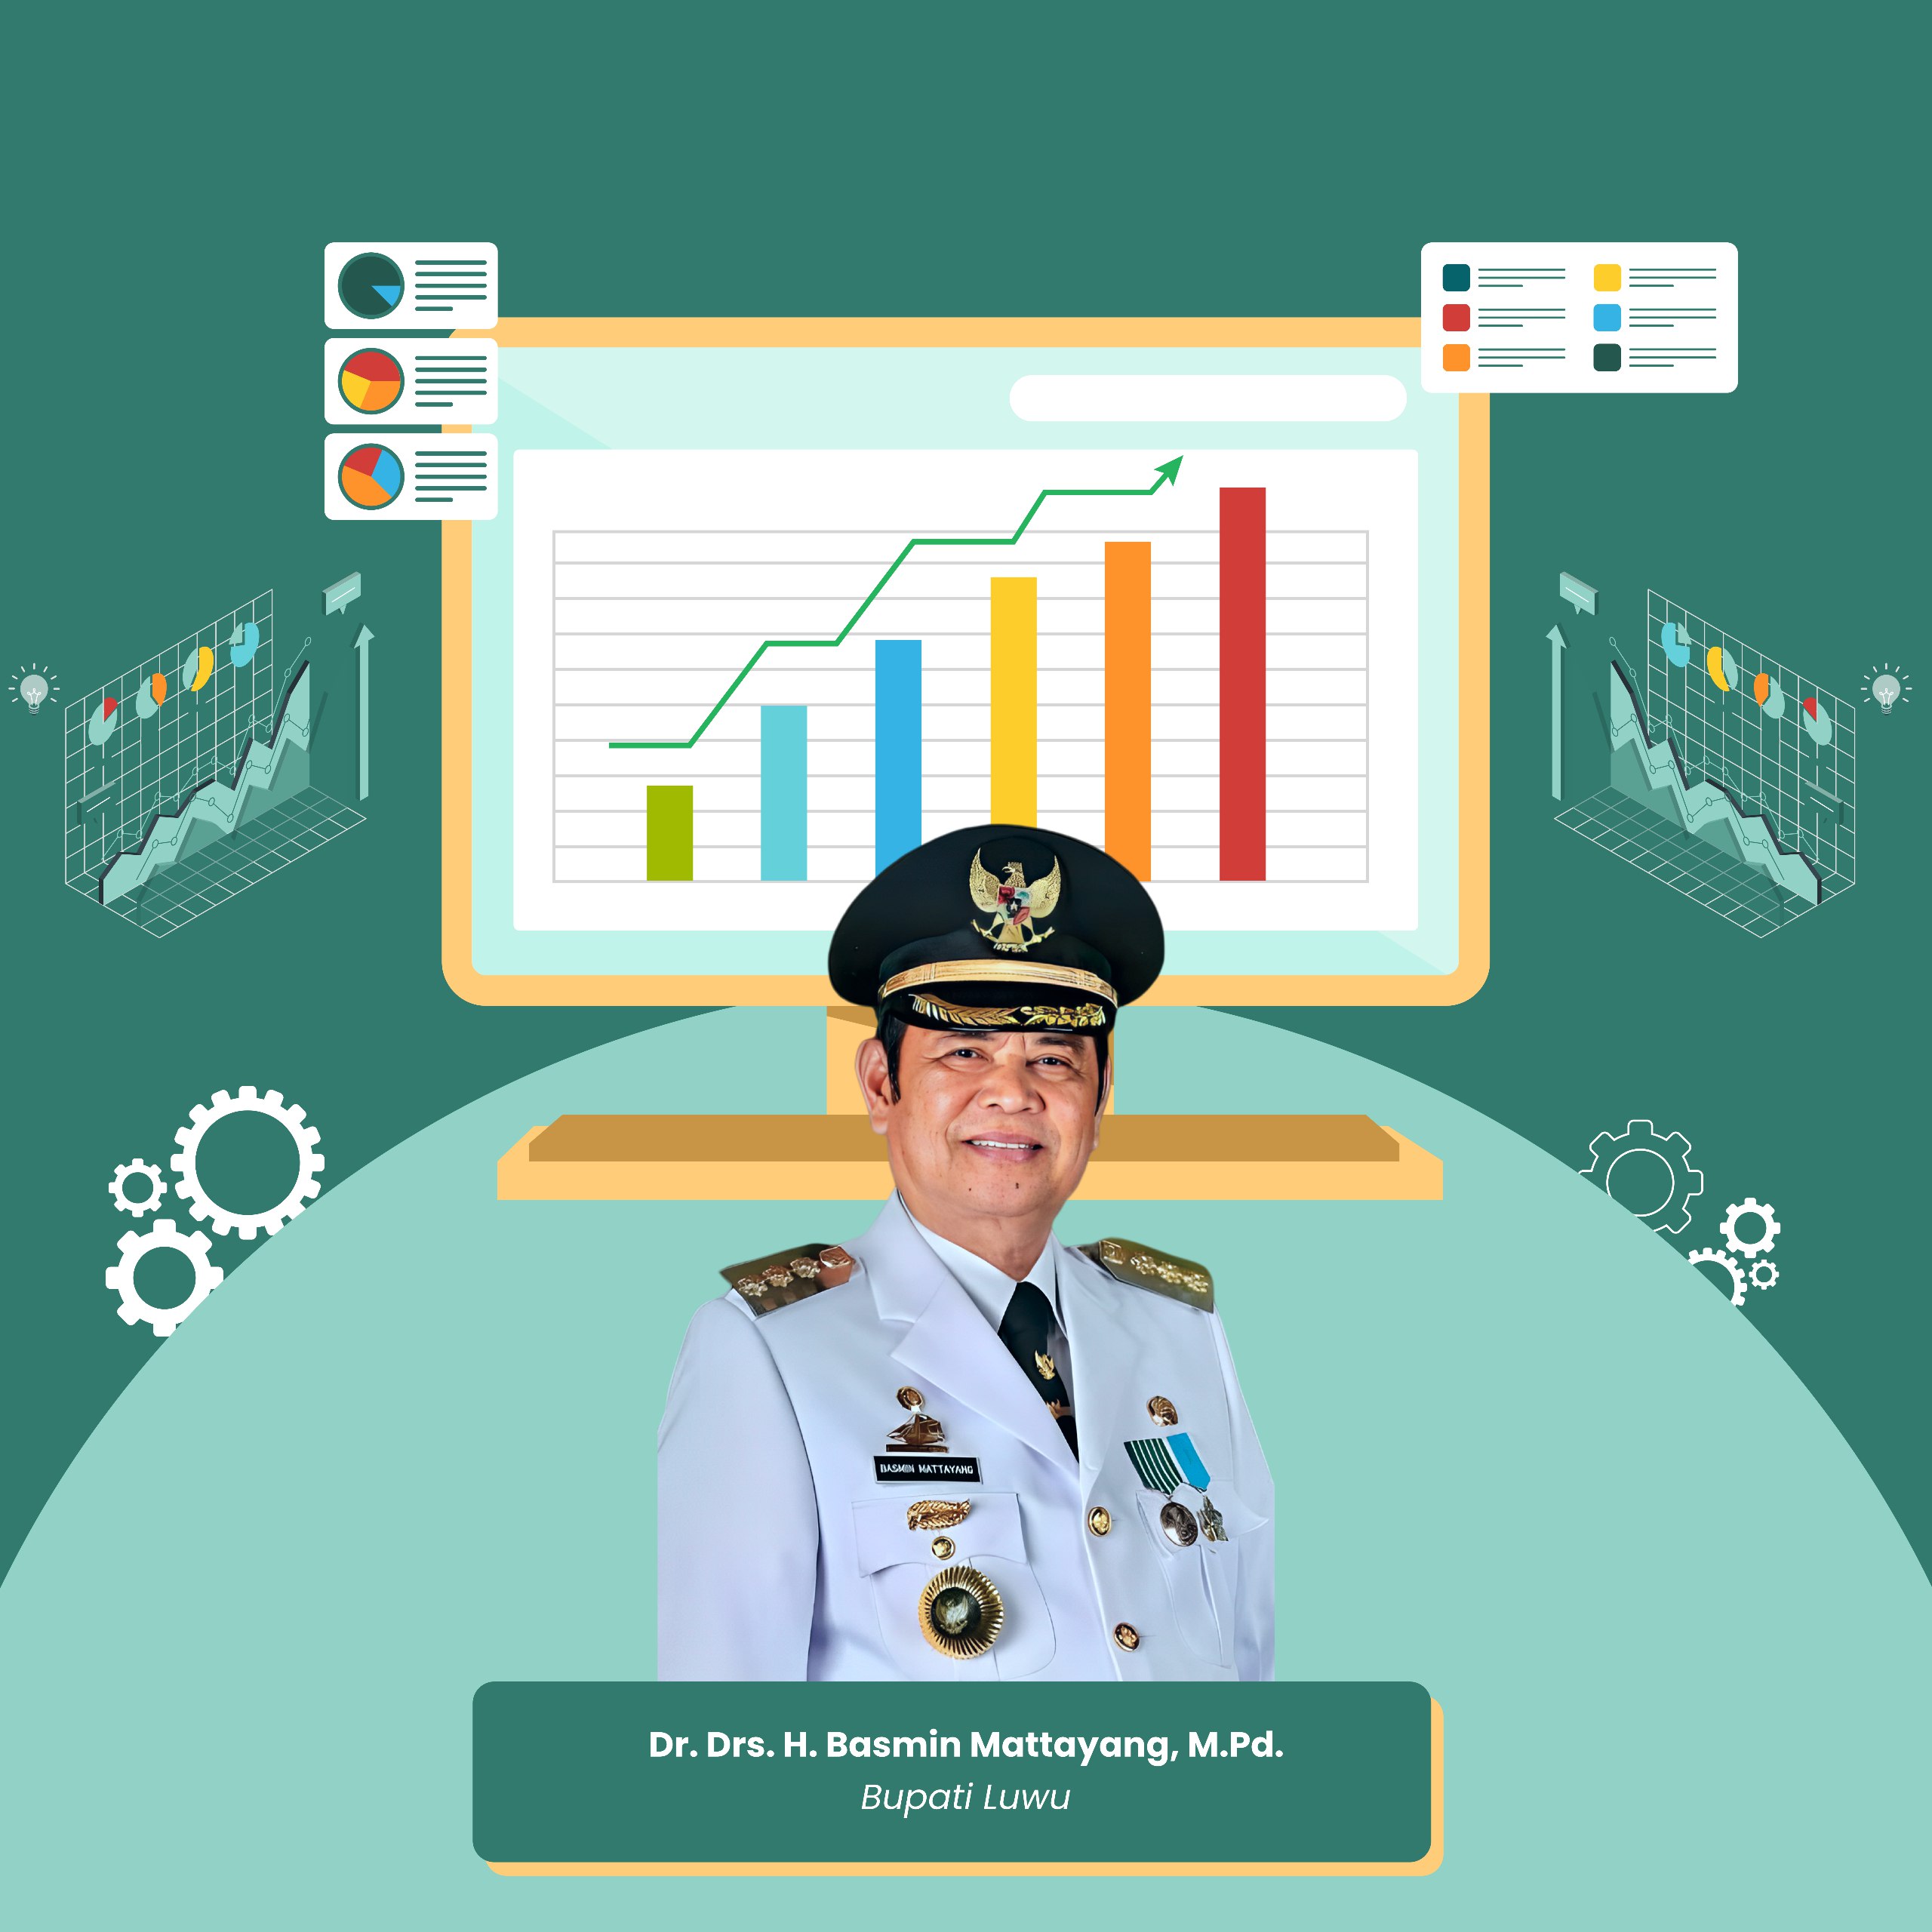 BASMIN MATTAYANG
Dr. Drs. H. Basmin Mattayang, M.Pd.
Bupati Luwu